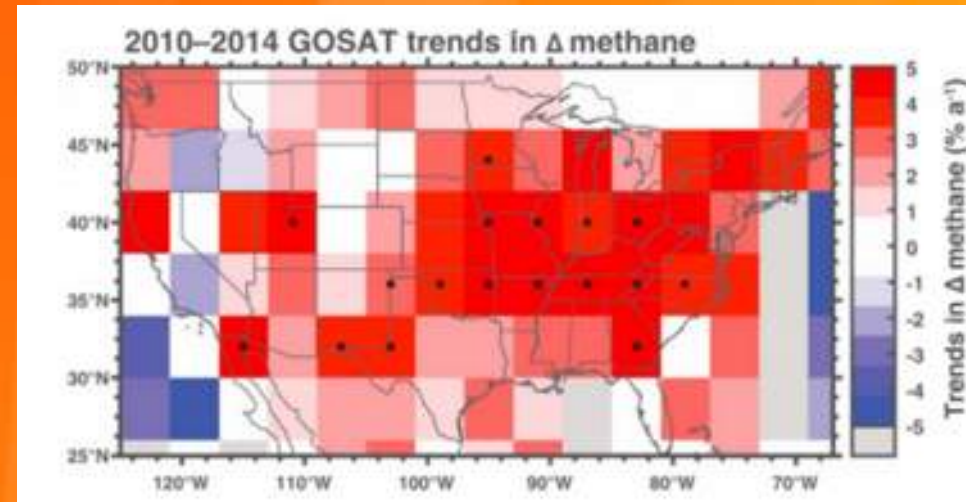 2010–2014 GOSAT trends in Δ methane
50°N
45°N
40°N
35°N
30°N
25°N
120°W
110°W
100°W
90°W
80°W
70°W
5
4
3
2
1
0
-1
-2
-3
-4
-5
Trends in Δ methane (% a⁻¹)